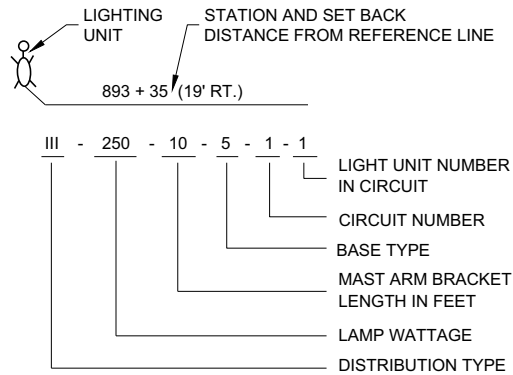 LIGHTING
UNIT
STATION AND SET BACK
DISTANCE FROM REFERENCE LINE
893 + 35 (19' RT.)
III - 250 - 10 - 5 - 1 - 1
LIGHT UNIT NUMBER
IN CIRCUIT
CIRCUIT NUMBER
BASE TYPE
MAST ARM BRACKET
LENGTH IN FEET
LAMP WATTAGE
DISTRIBUTION TYPE